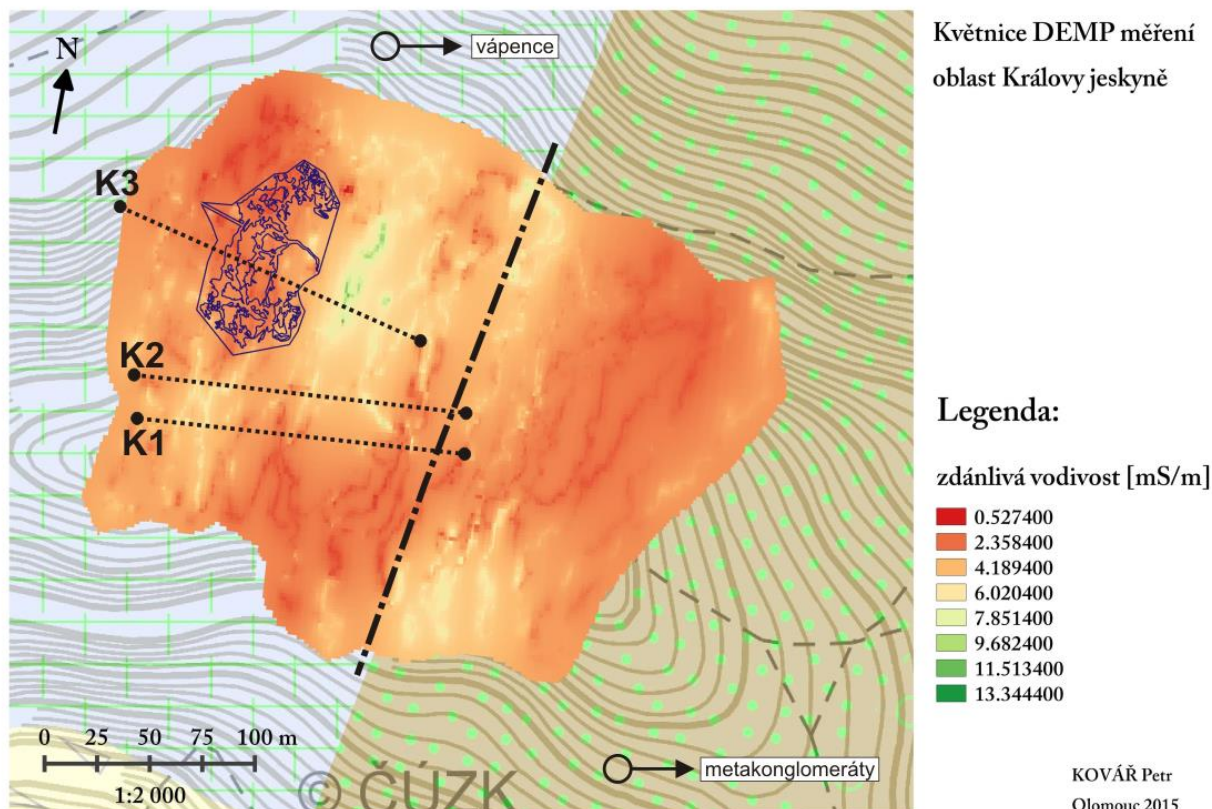 Květnice DEMP měření
oblast Královy jeskyně
N
vápence
K3
K2
K1
Legenda:
zdánlivá vodivost [mS/m]
0.527400
2.358400
4.189400
6.020400
7.851400
9.682400
11.513400
13.344400
0 25 50 75 100 m
1:2 000
© ČÚZK
metakonglomeráty
KOVÁŘ Petr
Olomouc 2015